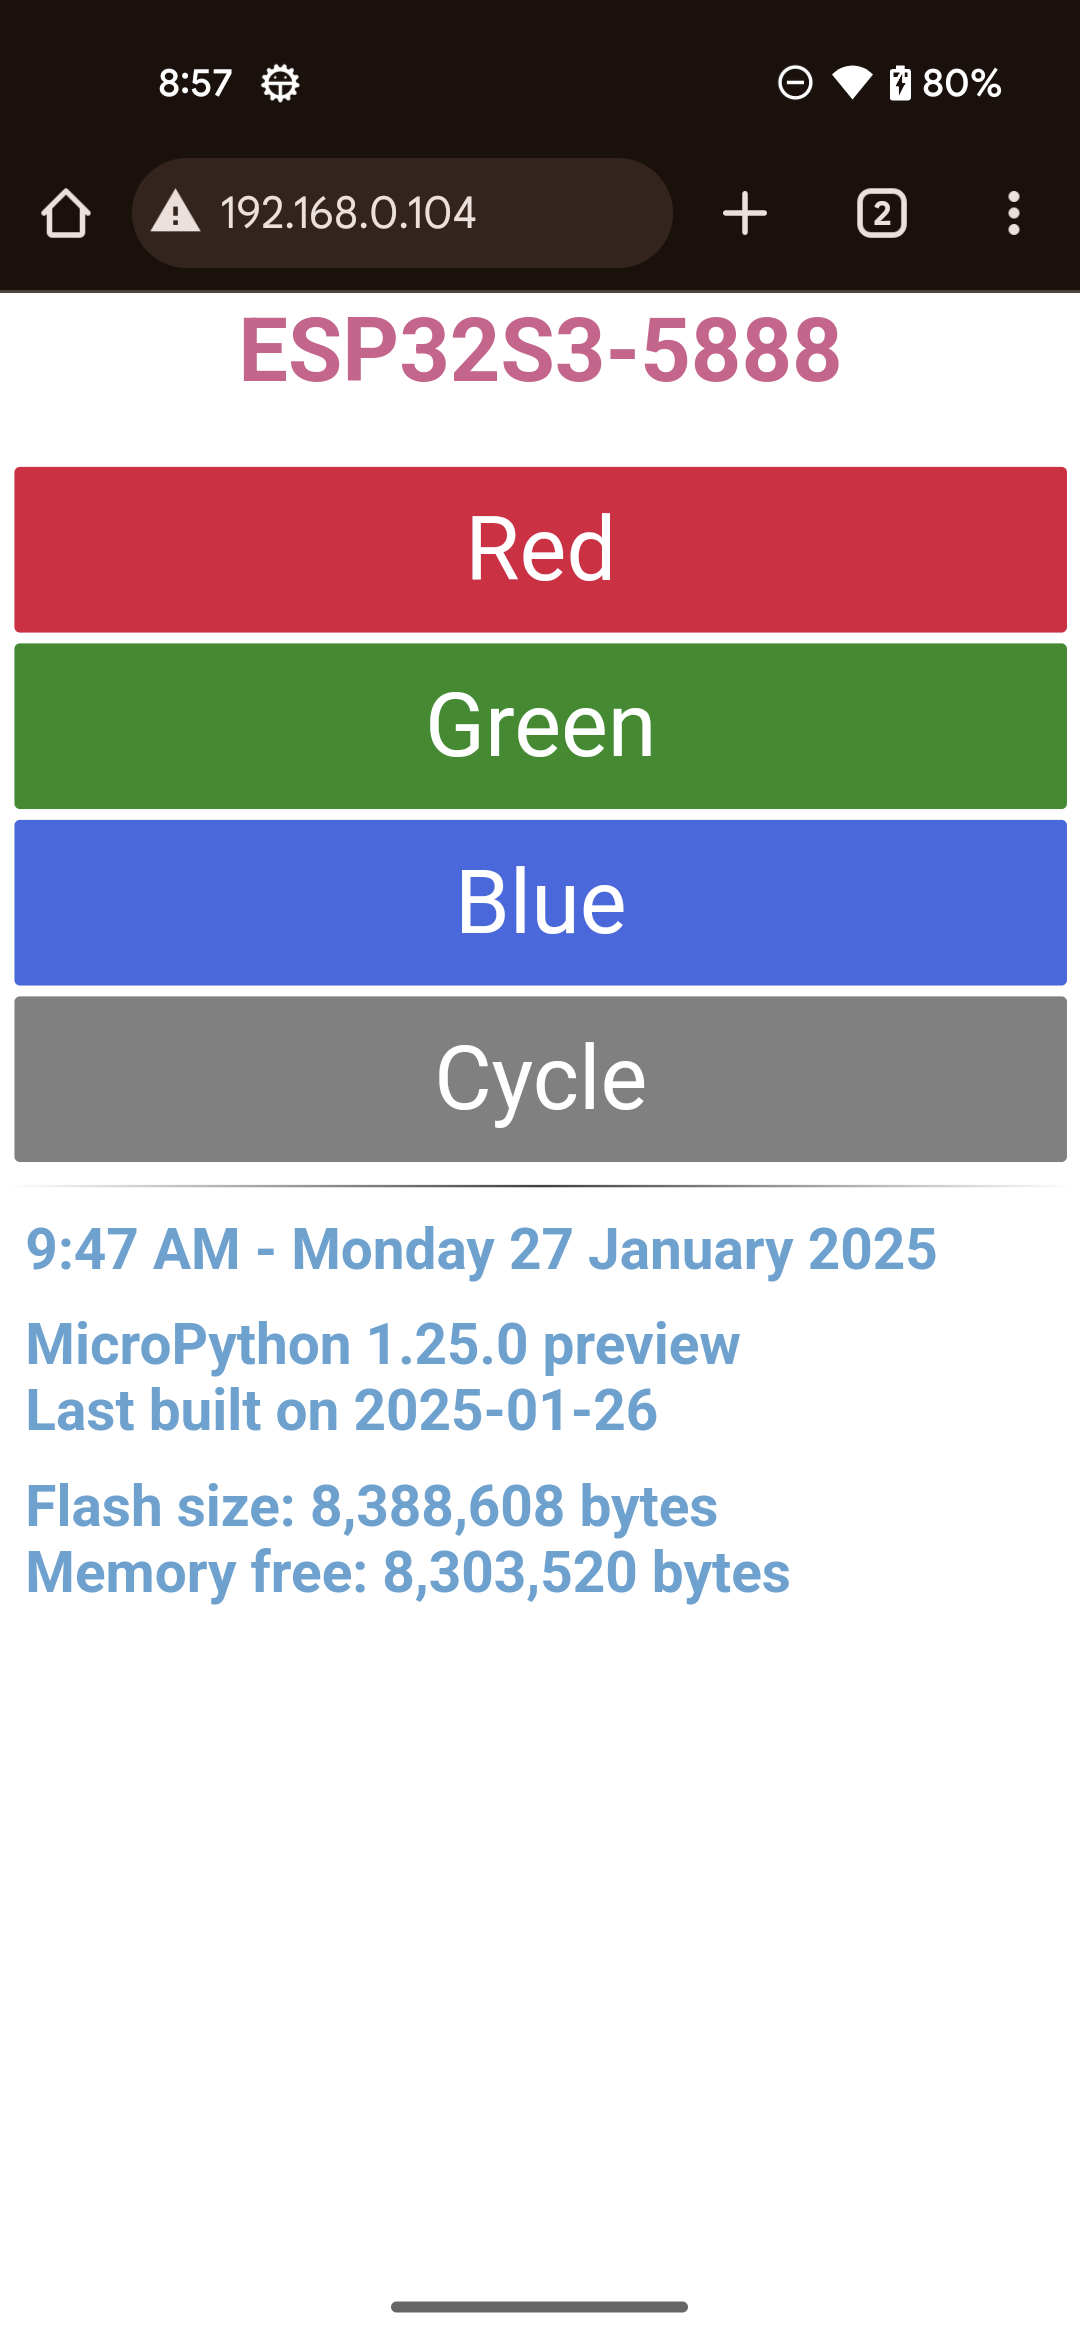 8:57
80%
192.168.0.104
2
ESP32S3-5888
Red
Green
Blue
Cycle
9:47 AM - Monday 27 January 2025
MicroPython 1.25.0 preview
Last built on 2025-01-26
Flash size: 8,388,608 bytes
Memory free: 8,303,520 bytes